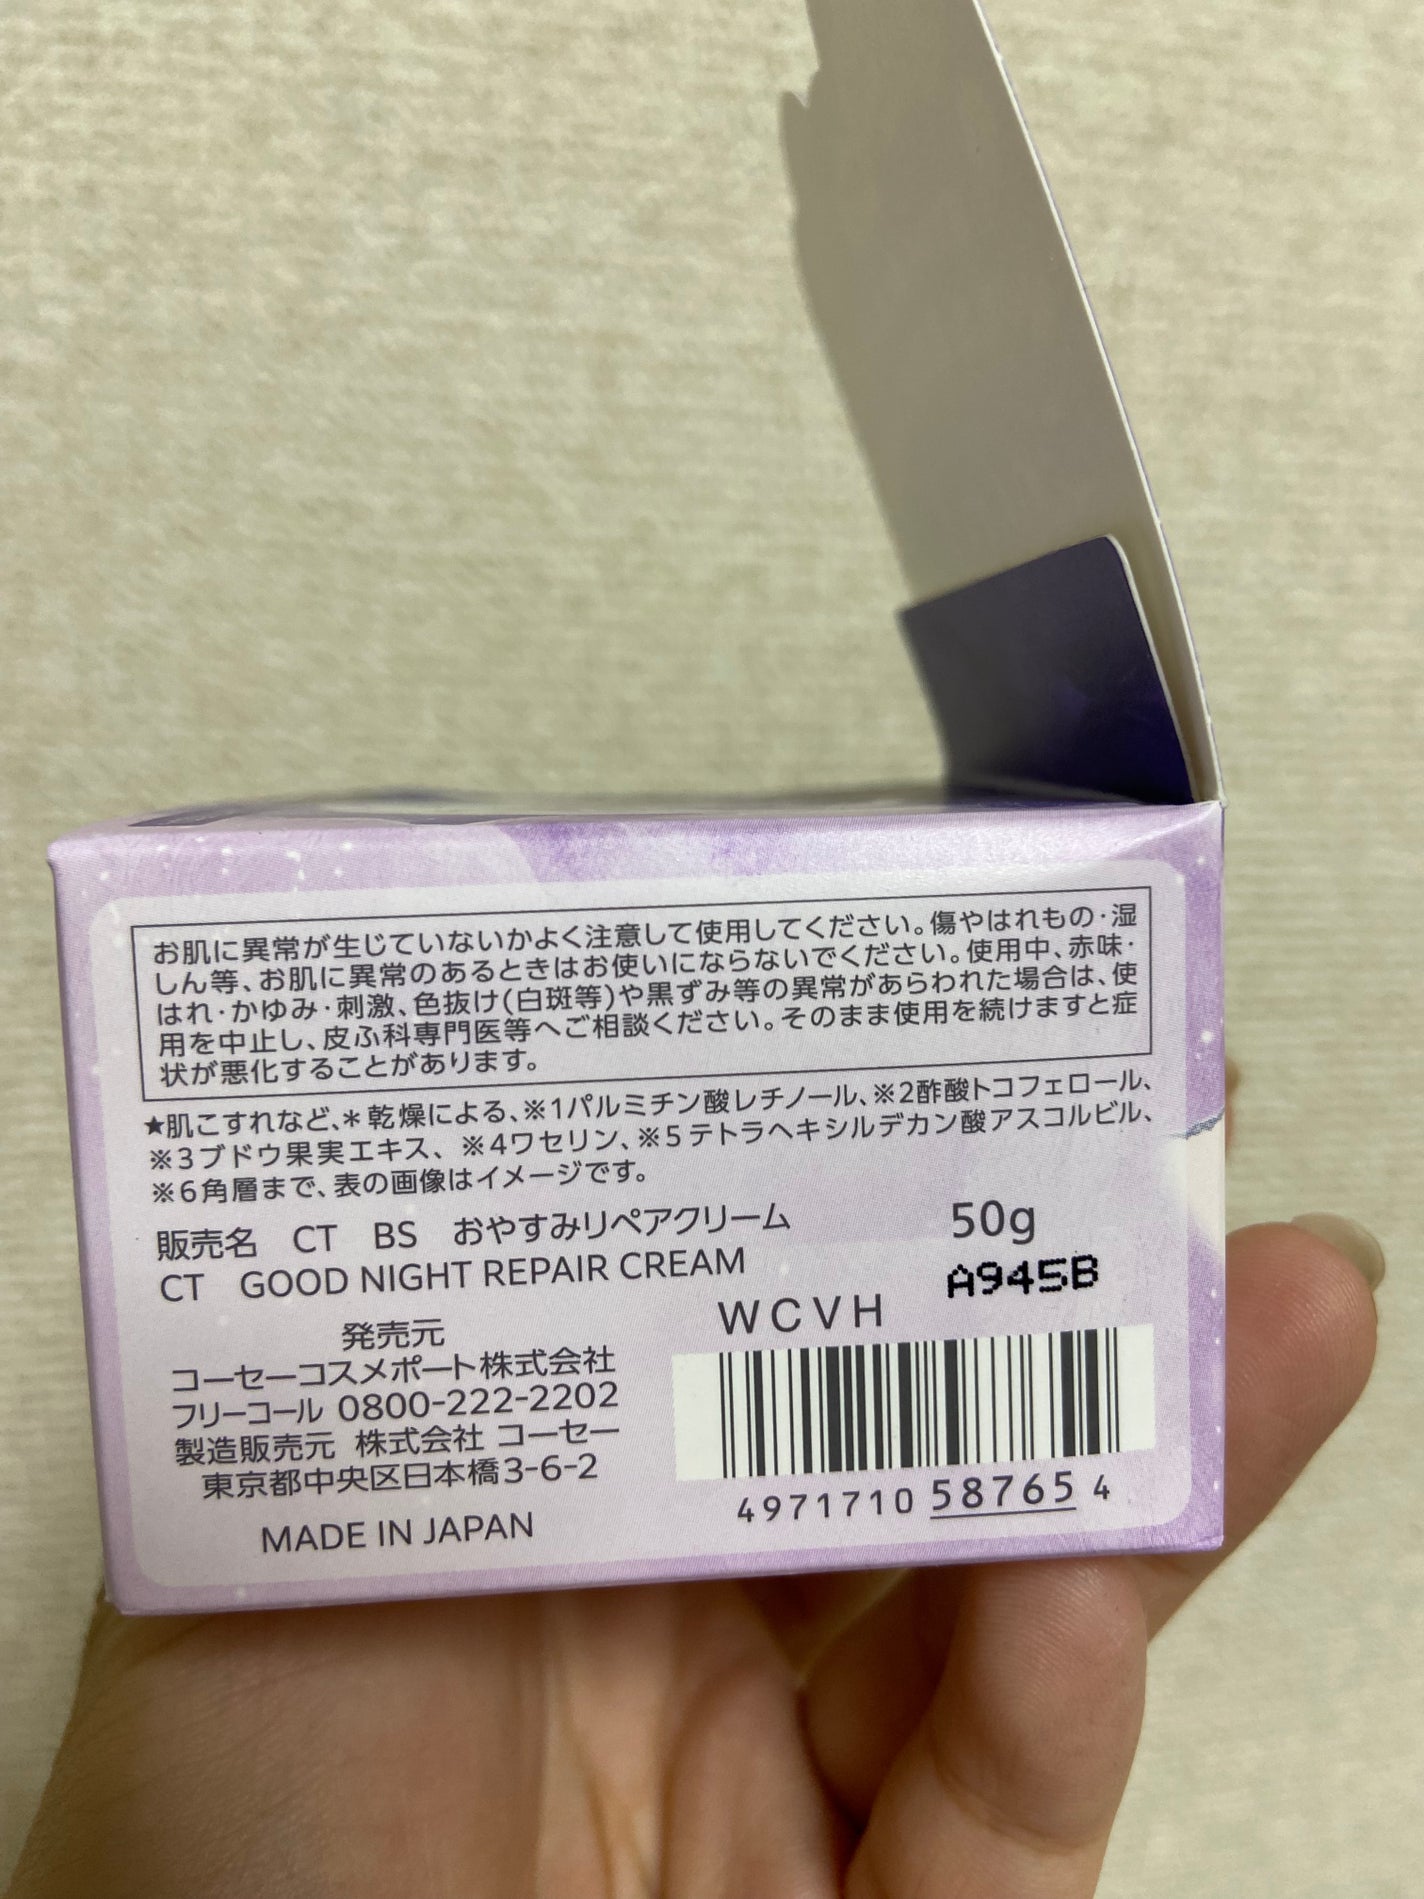 お肌に異常が生じていないかよく注意して使用してください。傷やはれもの・湿
しん等、お肌に異常のあるときはお使いにならないでください。使用中、赤味・
はれ・かゆみ・刺激、色抜け(白斑等)や黒ずみ等の異常があらわれた場合は、使
用を中止し、皮ふ科専門医等へご相談ください。そのまま使用を続けますと症
状が悪化することがあります。
★肌こすれなど、＊乾燥による、※1パルミチン酸レチノール、※2酢酸トコフェロール、
※3ブドウ果実エキス、※4ワセリン、※5テトラヘキシルデカン酸アスコルビル、
※6角層まで、表の画像はイメージです。
販売名　CT　BS　おやすみリペアクリーム　50g
CT　GOOD NIGHT REPAIR CREAM
A945B
WCVH
発売元
コーセーコスメポート株式会社
フリーコール 0800-222-2202
製造販売元 株式会社 コーセー
東京都中央区日本橋3-6-2
MADE IN JAPAN
4971710 58765 4